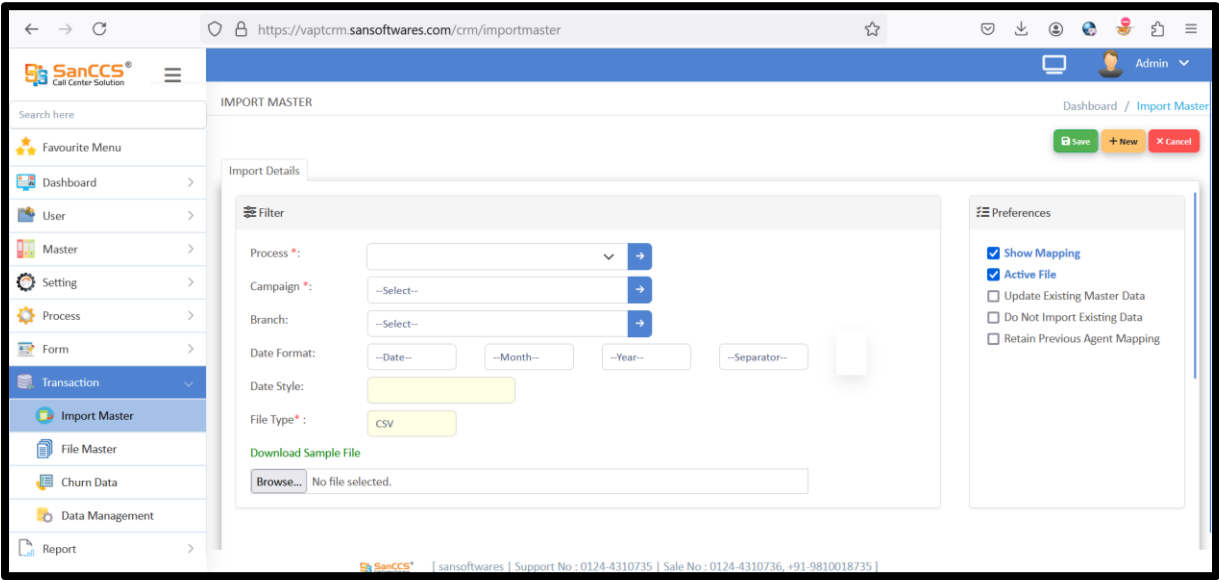 https://vaptcrm.sansoftwares.com/crm/importmaster
SanCCS®
Call Center Solution
Admin
Search here
IMPORT MASTER
Dashboard / Import Master
Save
+ New
X Cancel
Favourite Menu
Dashboard
User
Master
Setting
Process
Form
Transaction
Import Master
File Master
Churn Data
Data Management
Report
Import Details
Filter
Process *:
Campaign *:
--Select--
Branch:
--Select--
Date Format:
--Date--
--Month--
--Year--
--Separator--
Date Style:
File Type* :
CSV
Download Sample File
Browse... No file selected.
Preferences
Show Mapping
Active File
Update Existing Master Data
Do Not Import Existing Data
Retain Previous Agent Mapping
SanCCS® [ sansoftwares | Support No : 0124-4310735 | Sale No : 0124-4310736, +91-9810018735 ]